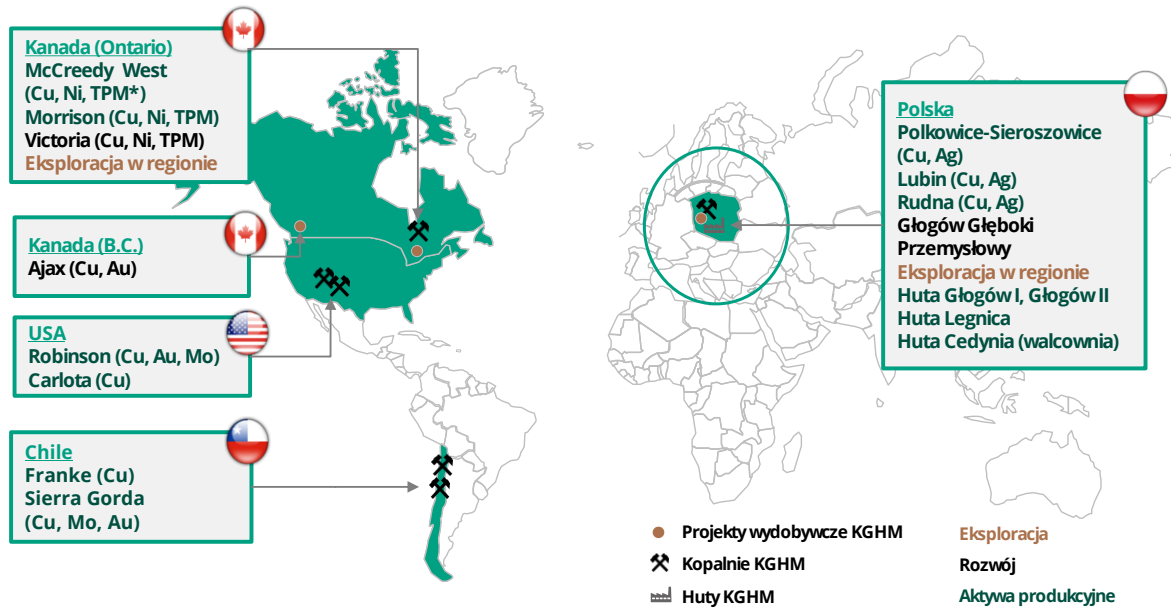 Kanada (Ontario)
McCreedy West
(Cu, Ni, TPM*)
Morrison (Cu, Ni, TPM)
Victoria (Cu, Ni, TPM)
Eksploracja w regionie
Kanada (B.C.)
Ajax (Cu, Au)
USA
Robinson (Cu, Au, Mo)
Carlota (Cu)
Chile
Franke (Cu)
Sierra Gorda
(Cu, Mo, Au)
Polska
Polkowice-Sieroszowice
(Cu, Ag)
Lubin (Cu, Ag)
Rudna (Cu, Ag)
Głogów Głęboki
Przemysłowy
Eksploracja w regionie
Huta Głogów I, Głogów II
Huta Legnica
Huta Cedynia (walcownia)
Projekty wydobywcze KGHM
Kopalnie KGHM
Huty KGHM
Eksploracja
Rozwój
Aktywa produkcyjne